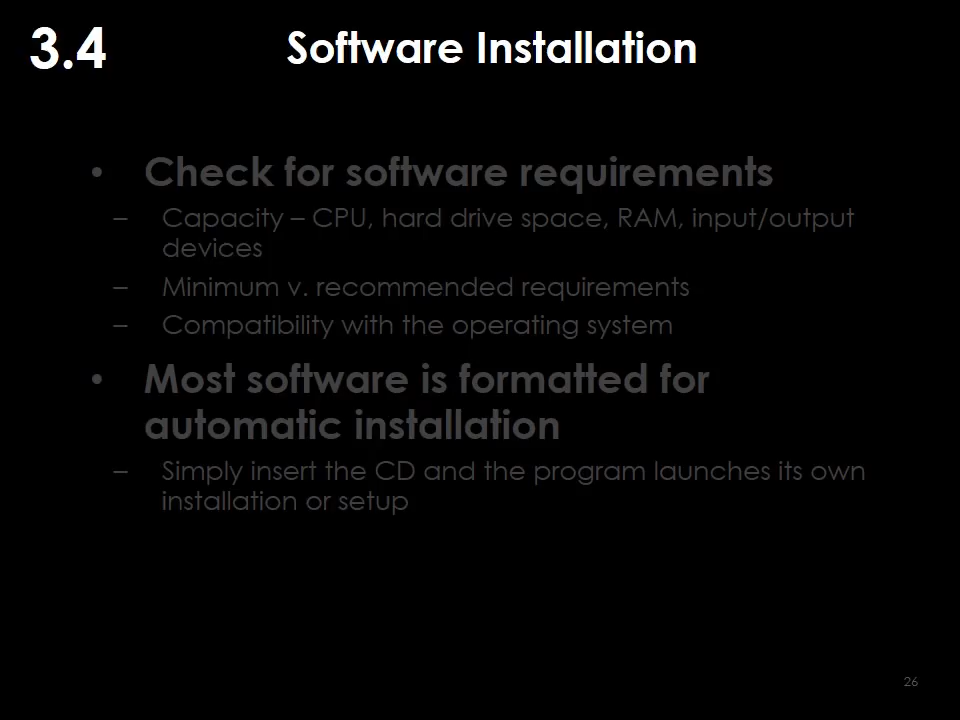 3.4
Software Installation
• Check for software requirements
– Capacity – CPU, hard drive space, RAM, input/output
devices
– Minimum v. recommended requirements
– Compatibility with the operating system
• Most software is formatted for
automatic installation
– Simply insert the CD and the program launches its own
installation or setup
26